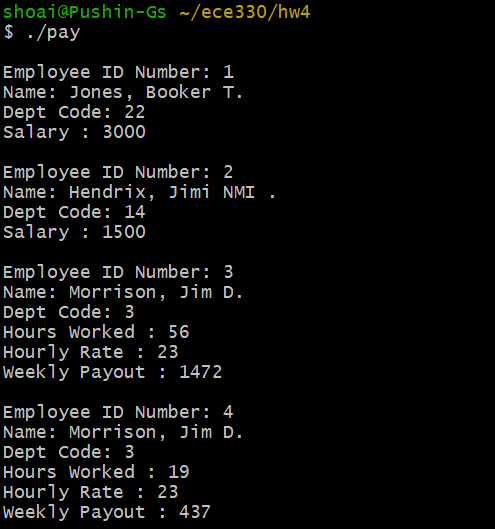 shoai@Pushin-Gs ~/ece330/hw4
$ ./pay
Employee ID Number: 1
Name: Jones, Booker T.
Dept Code: 22
Salary : 3000
Employee ID Number: 2
Name: Hendrix, Jimi NMI .
Dept Code: 14
Salary : 1500
Employee ID Number: 3
Name: Morrison, Jim D.
Dept Code: 3
Hours Worked : 56
Hourly Rate : 23
Weekly Payout : 1472
Employee ID Number: 4
Name: Morrison, Jim D.
Dept Code: 3
Hours Worked : 19
Hourly Rate : 23
Weekly Payout : 437